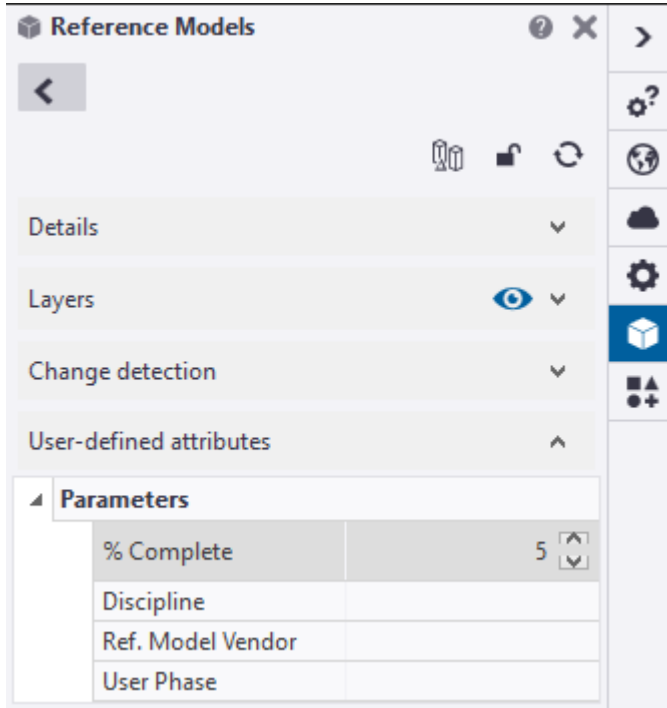 Reference Models
Details
Layers
Change detection
User-defined attributes
Parameters
% Complete 5
Discipline
Ref. Model Vendor
User Phase